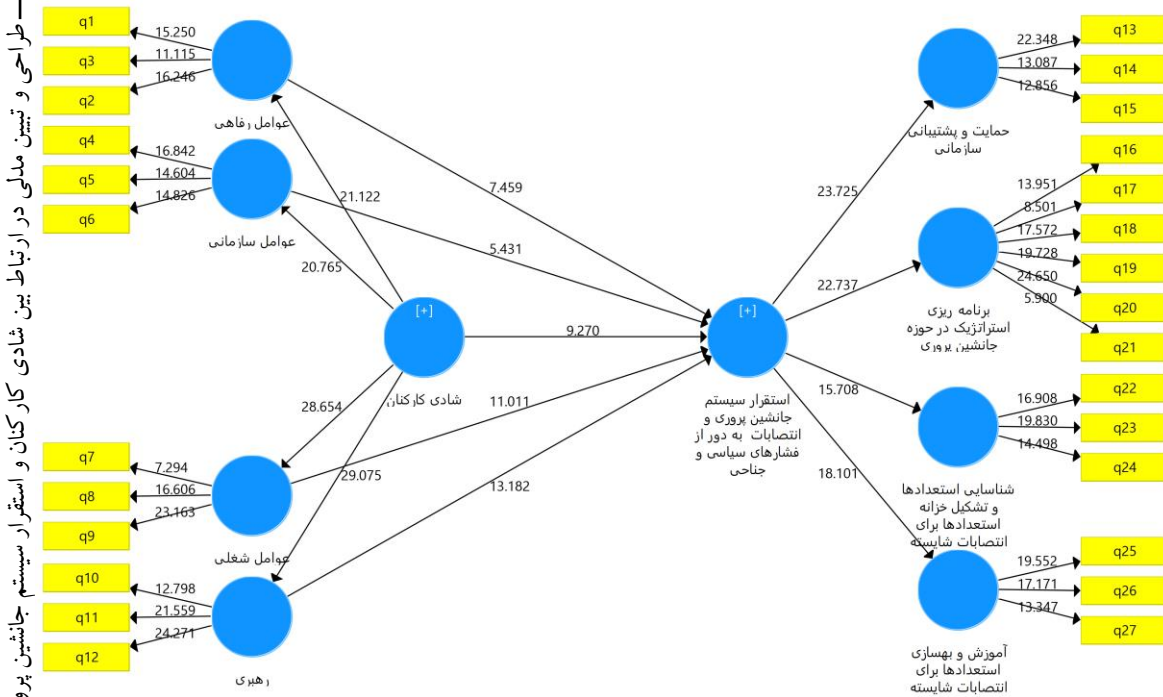 طراحی و تبیین مدلی در ارتباط بین شادی کارکنان و استقرار سیستم جانشین
q1
q3
q2
15.250
11.115
16.246
عوامل رفاهی
q4
q5
q6
16.842
14.604
14.826
عوامل سازمانی
21.122
20.765
7.459
5.431
[+]
شادی کارکنان
9.270
28.654
29.075
11.011
13.182
q7
q8
q9
7.294
16.606
23.163
عوامل شغلی
q10
q11
q12
12.798
21.559
24.271
رهبری
[+]
استقرار سیستم
جانشین پروری و
انتصابات به دور از
فشارهای سیاسی و
جناحی
23.725
22.737
15.708
18.101
22.348
13.087
12.856
q13
q14
q15
حمایت و پشتیبانی
سازمانی
13.951
8.501
17.572
19.728
24.650
5.900
q16
q17
q18
q19
q20
q21
برنامه ریزی
استراتژیک در حوزه
جانشین پروری
16.908
19.830
14.498
q22
q23
q24
شناسایی استعدادها
و تشکیل خزانه
استعدادها برای
انتصابات شایسته
19.552
17.171
13.347
q25
q26
q27
آموزش و بهسازی
استعدادها برای
انتصابات شایسته